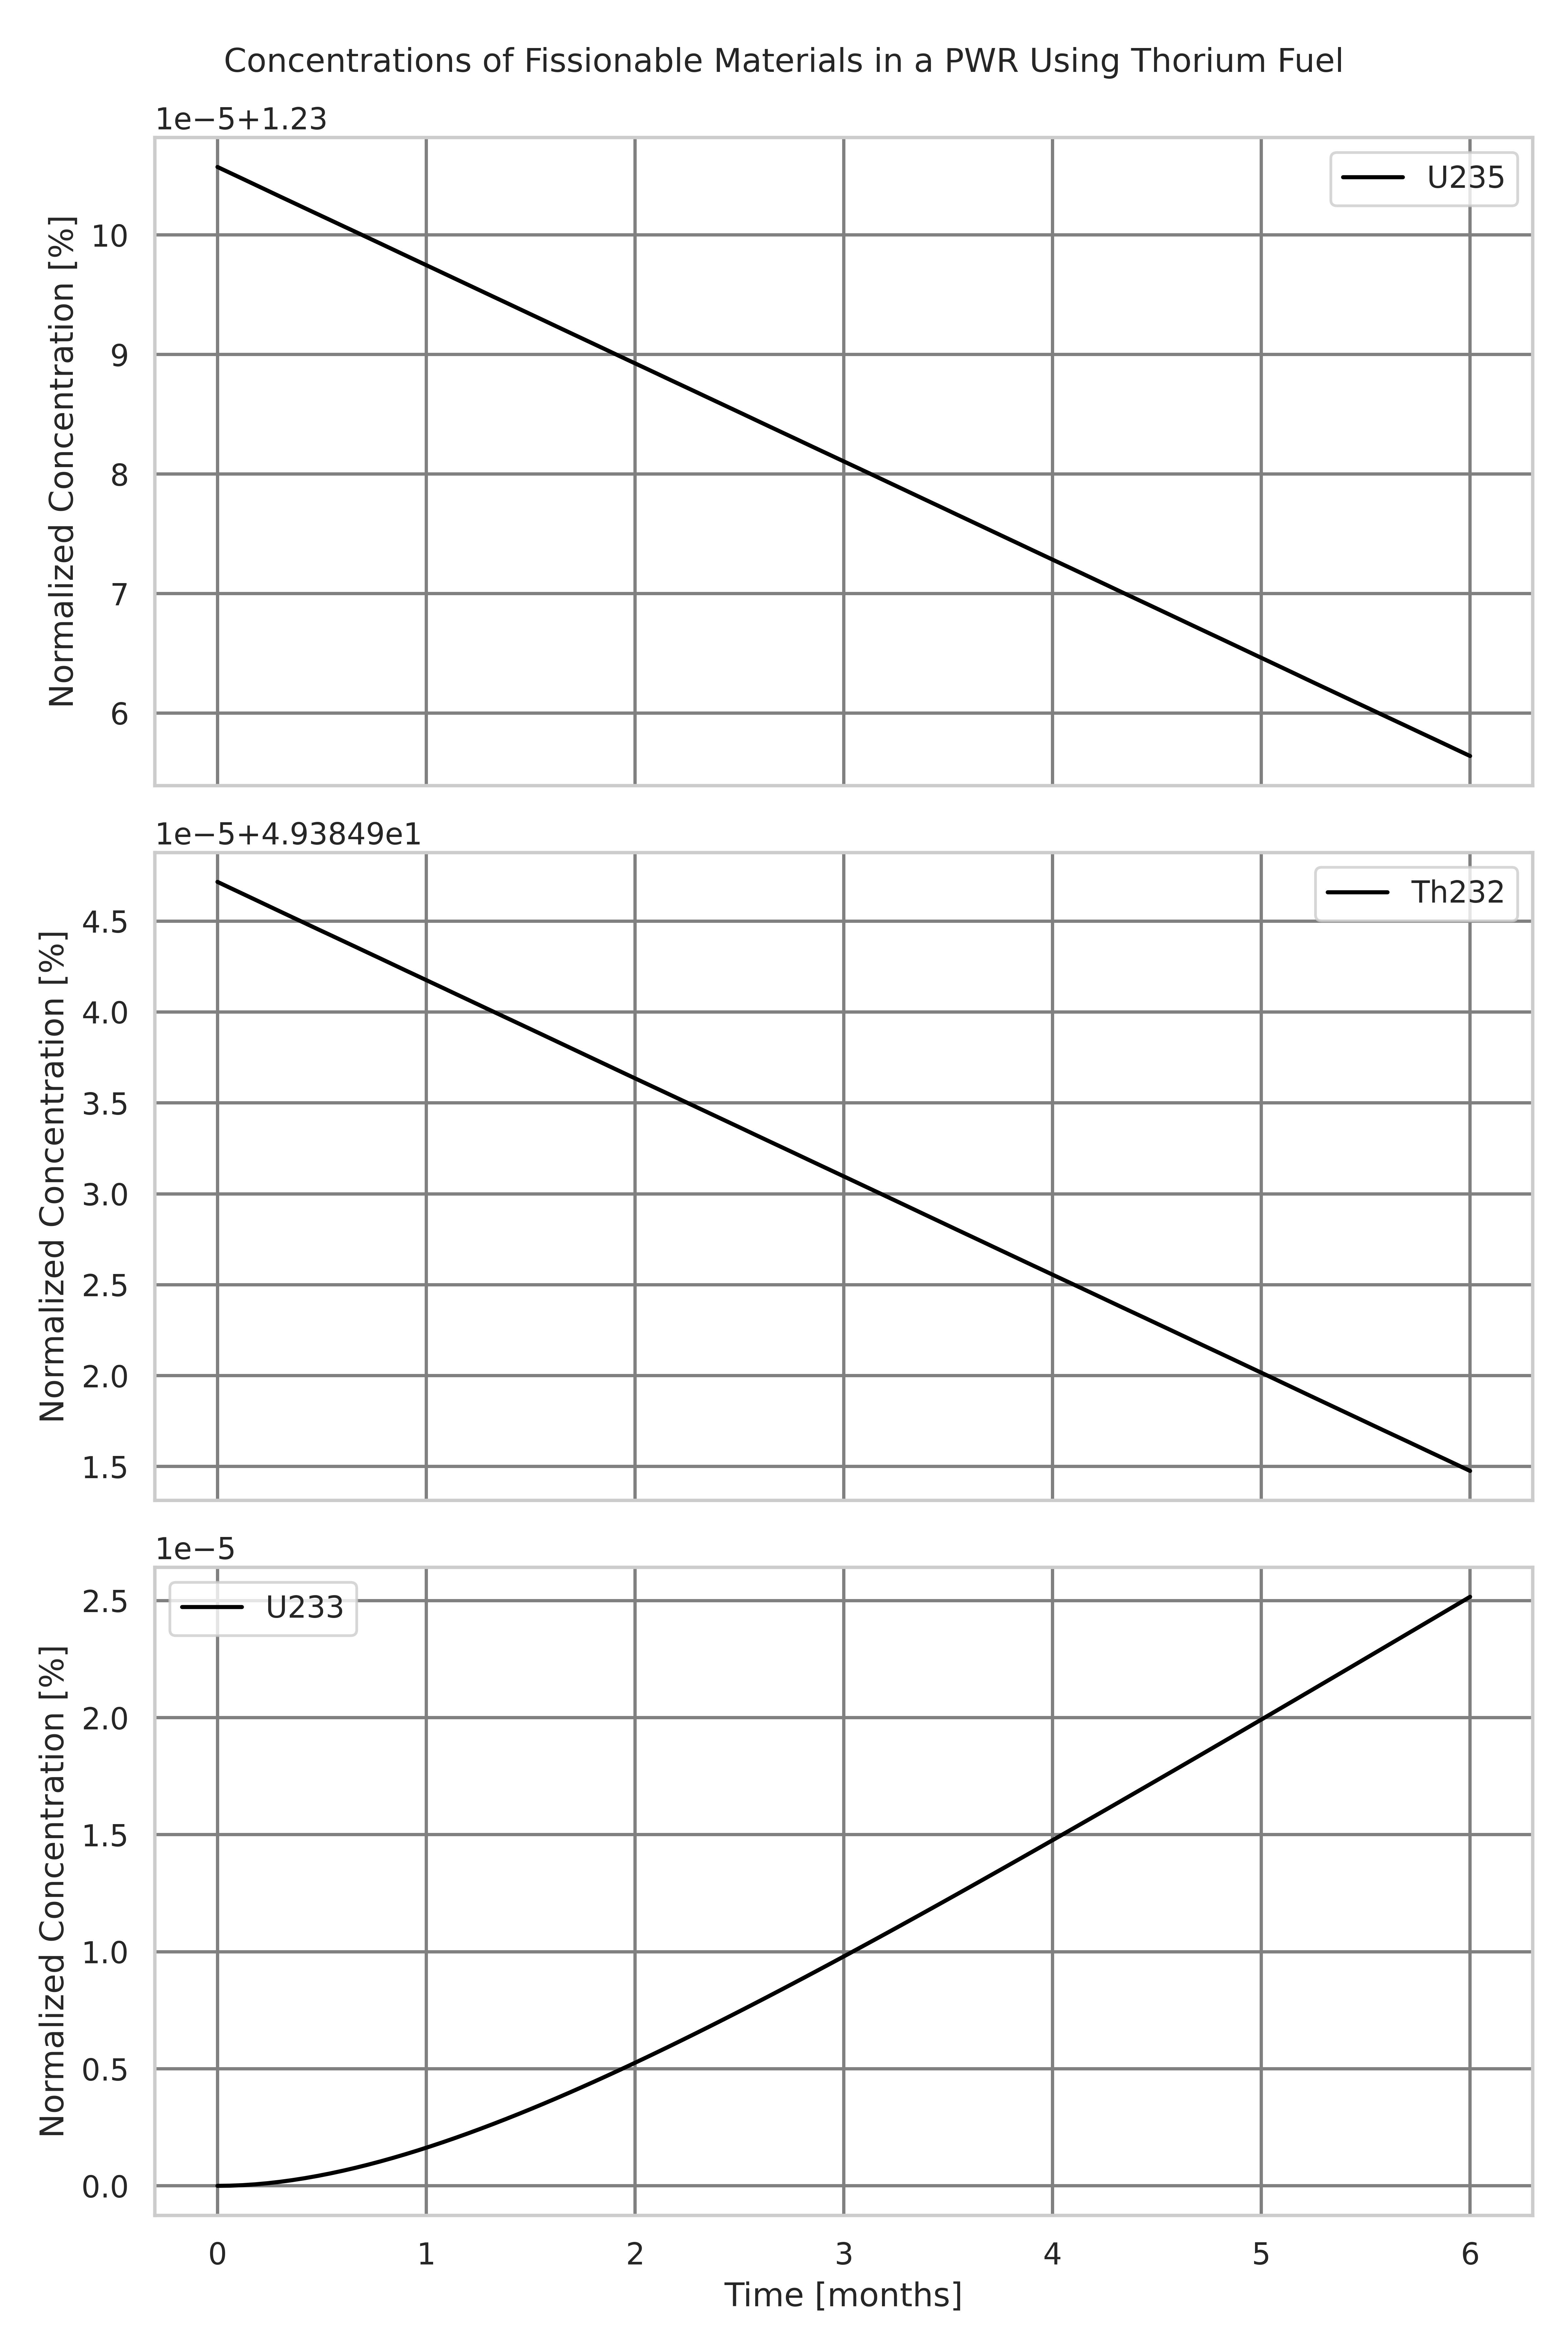 Concentrations of Fissionable Materials in a PWR Using Thorium Fuel
1e−5+1.23
U235
Normalized Concentration [%]
10
9
8
7
6
1e−5+4.93849e1
Th232
Normalized Concentration [%]
4.5
4.0
3.5
3.0
2.5
2.0
1.5
1e−5
U233
Normalized Concentration [%]
2.5
2.0
1.5
1.0
0.5
0.0
0 1 2 3 4 5 6
Time [months]